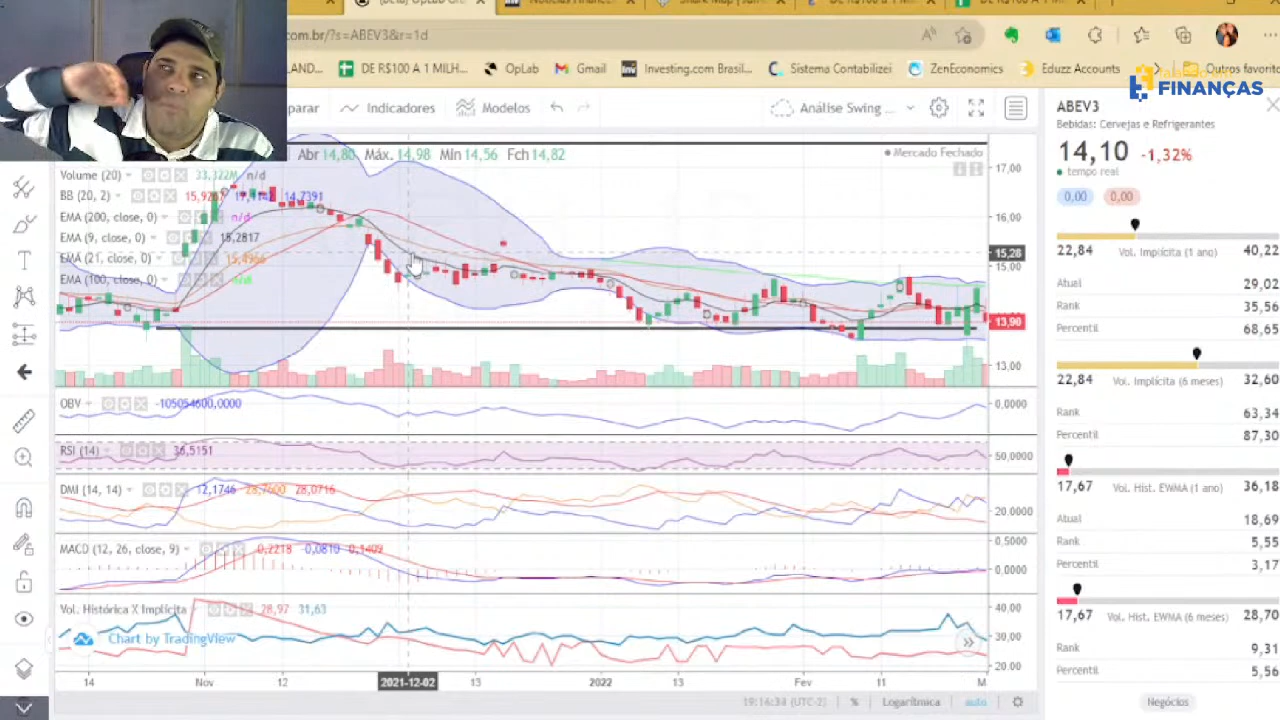 DE R$100 A 1 MILH...
OpLab
Gmail
Investing.com Brasil...
Sistema Contabilizei
ZenEconomics
Eduzz Accounts
Outros favorito
.com.br/?s=ABEV3&r=1d
FINANÇAS
parar
Indicadores
Modelos
Análise Swing ...
Abr 14,80 Máx. 14,98 Mín 14,56 Fch 14,82
Mercado Fechado
Volume (20) 33,322M n/d
BB (20, 2)
EMA (200, close, 0) n/d
EMA (9, close, 0) 15,2817
EMA (21, close, 0)
EMA (100, close, 0) n/d
17,00
16,00
15,28
15,00
13,90
13,00
OBV -105054600,0000
0,0000
RSI (14) 36,5151
50,0000
DMI (14, 14) 12,1746 28,7600 28,0716
20.0000
MACD (12, 26, close, 9) -0,2218 -0,0810 0,1409
0,5000
0,0000
Vol. Histórica X Implícita 28,97 31,63
40.00
30.00
20.00
Chart by TradingView
14
Nov
12
2021-12-02
13
2022
13
Fev
11
M
19:16:38 (UTC-2)
%
Logarítmica
auto
ABEV3
Bebidas: Cervejas e Refrigerantes
14,10 -1,32%
tempo real
0,00 0,00
22,84 Vol. Implícita (1 ano) 40,22
Atual 29,02
Rank 35,56
Percentil 68,65
22,84 Vol. Implícita (6 meses) 32,60
Rank 63,34
Percentil 87,30
17,67 Vol. Hist. EWMA (1 ano) 36,18
Atual 18,69
Rank 5,55
Percentil 3,17
17,67 Vol. Hist. EWMA (6 meses) 28,70
Rank 9,31
Percentil 5,56
Negócios